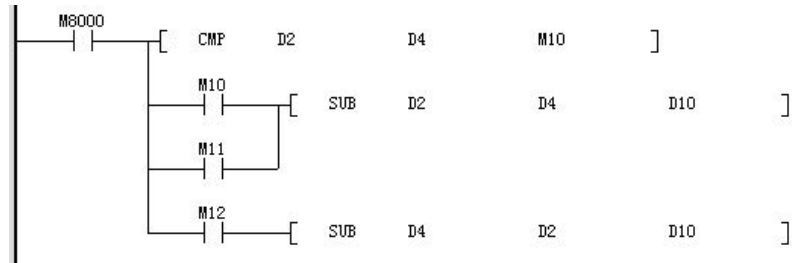 M8000
[ CMP D2 D4 M10 ]
M10
[ SUB D2 D4 D10 ]
M11
M12
[ SUB D4 D2 D10 ]